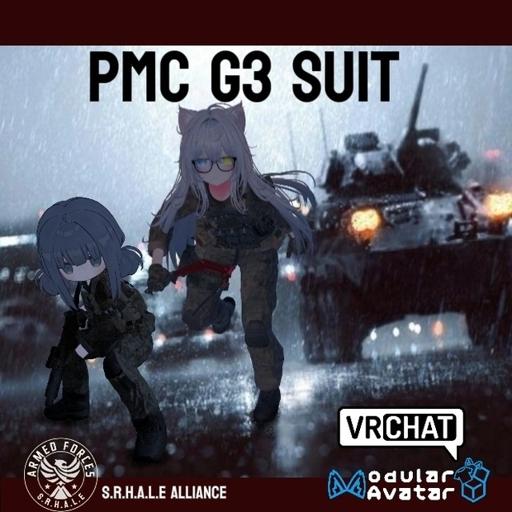 PMC G3 SUIT
VRCHAT
Modular
Avatar
ARMED FORCES
S.R.H.A.L.E
S.R.H.A.L.E ALLIANCE